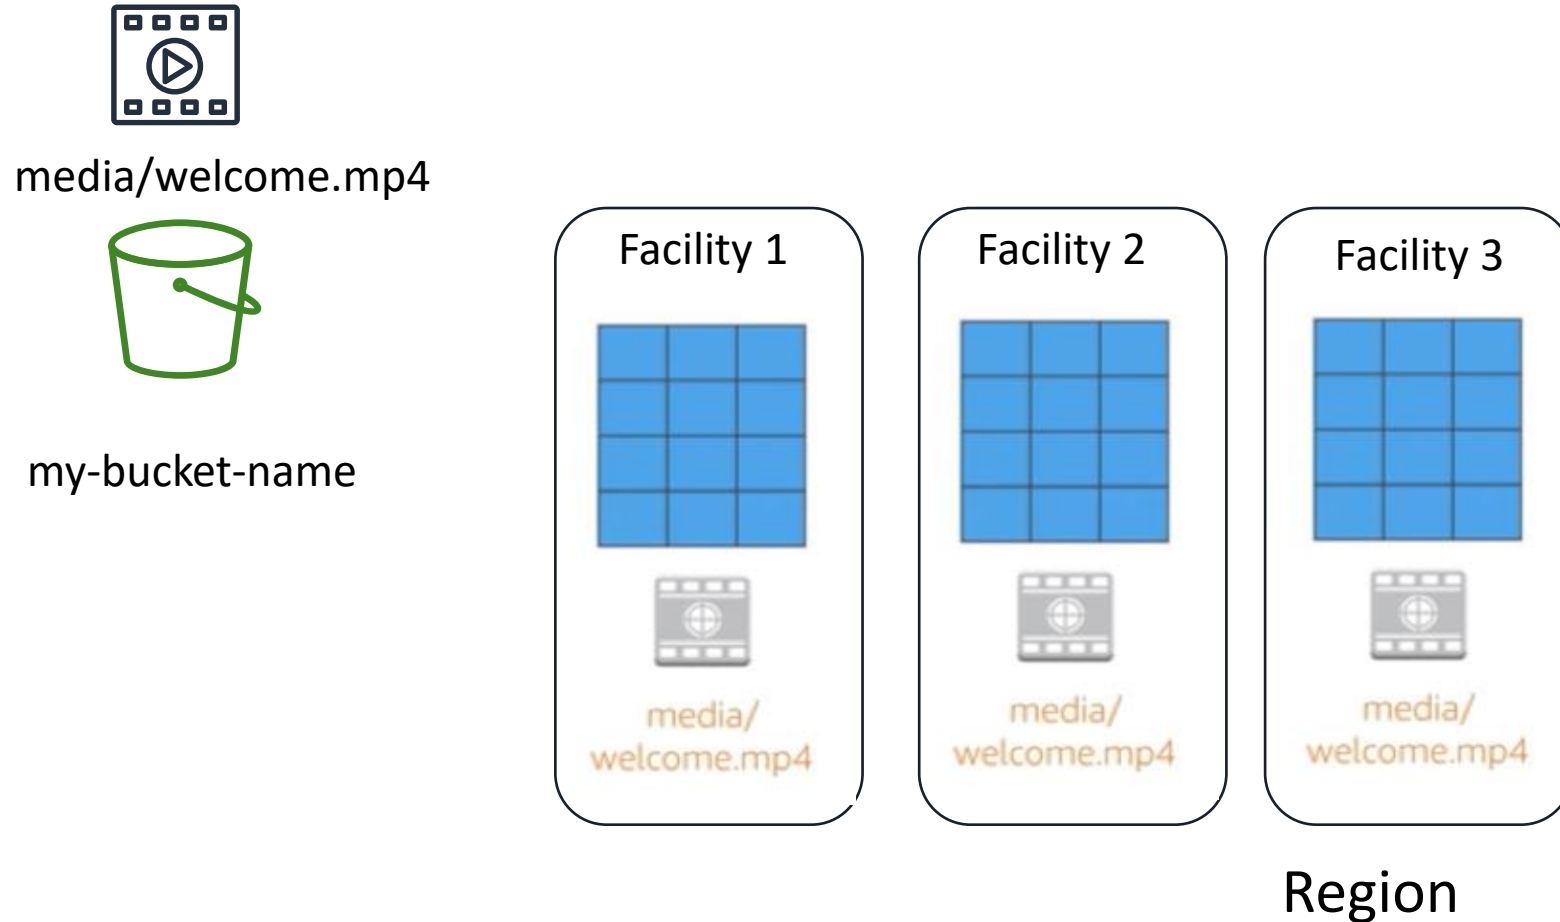 media/welcome.mp4
my-bucket-name
Facility 1
media/
welcome.mp4
Facility 2
media/
welcome.mp4
Facility 3
media/
welcome.mp4
Region